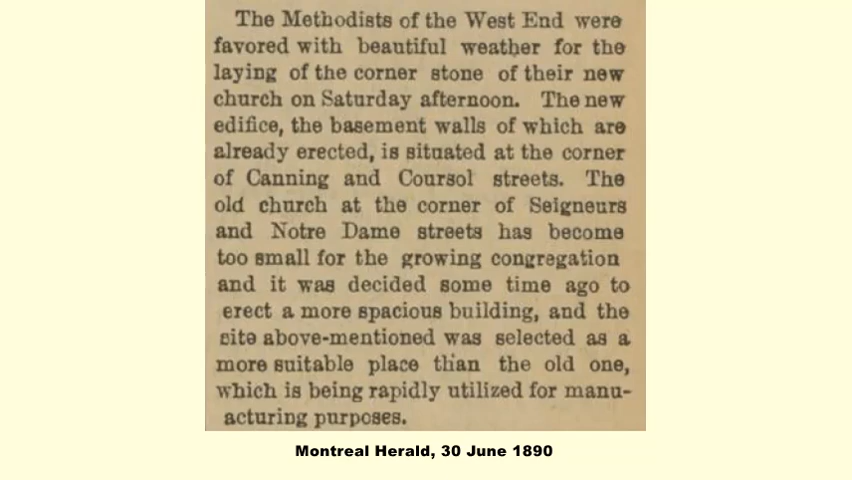 The Methodists of the West End were
favored with beautiful weather for the
laying of the corner stone of their new
church on Saturday afternoon. The new
edifice, the basement walls of which are
already erected, is situated at the corner
of Canning and Coursol streets. The
old church at the corner of Seigneurs
and Notre Dame streets has become
too small for the growing congregation
and it was decided some time ago to
erect a more spacious building, and the
site above-mentioned was selected as a
more suitable place than the old one,
which is being rapidly utilized for manu-
acturing purposes.
Montreal Herald, 30 June 1890